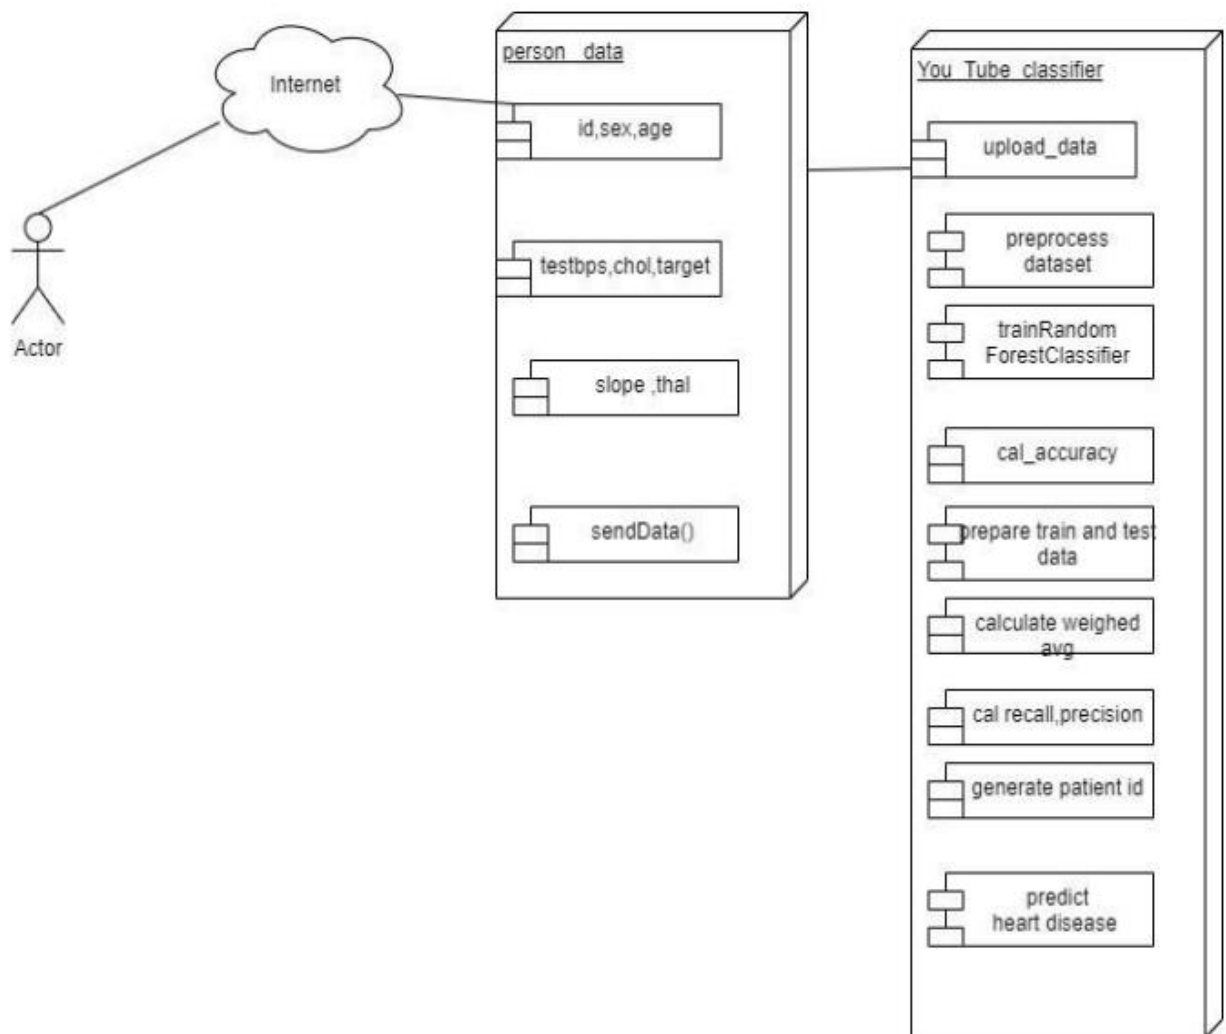 Internet
Actor
person_data
id,sex,age
testbps,chol,target
slope ,thal
sendData()
You_Tube_classifier
upload_data
preprocess
dataset
trainRandom
ForestClassifier
cal_accuracy
prepare train and test
data
calculate weighed
avg
cal recall,precision
generate patient id
predict
heart disease